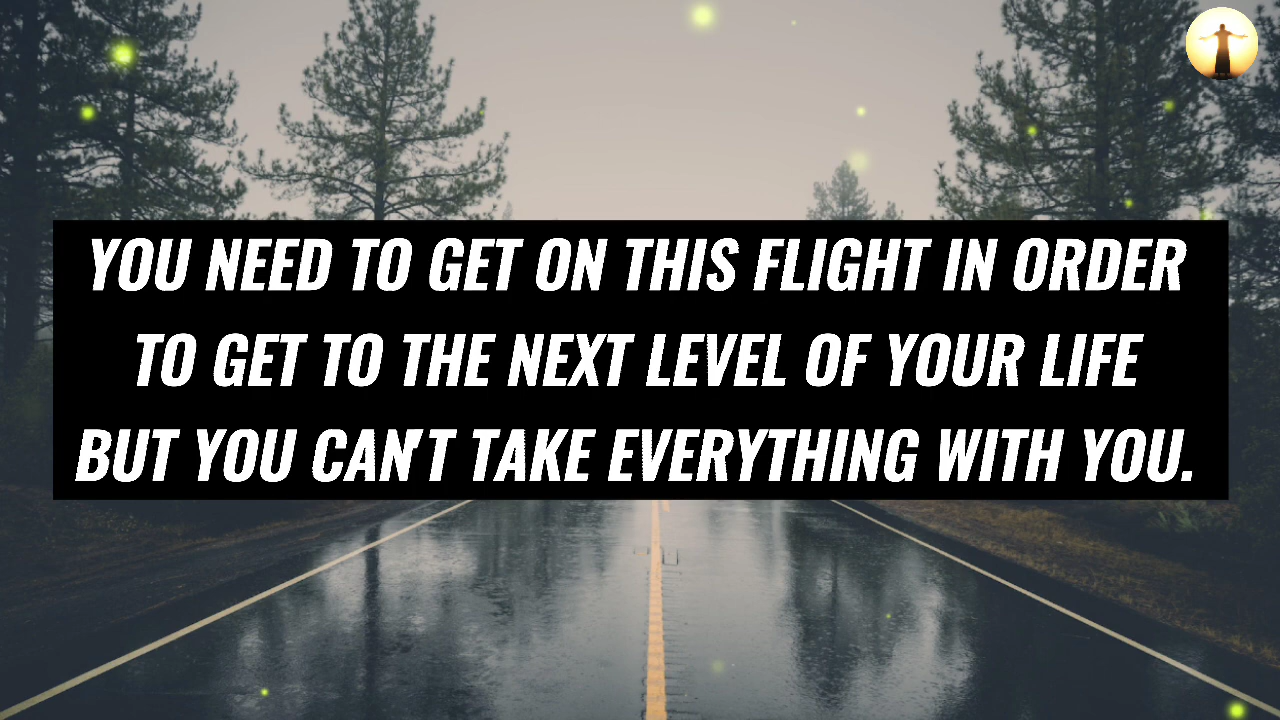 YOU NEED TO GET ON THIS FLIGHT IN ORDER
TO GET TO THE NEXT LEVEL OF YOUR LIFE
BUT YOU CAN'T TAKE EVERYTHING WITH YOU.